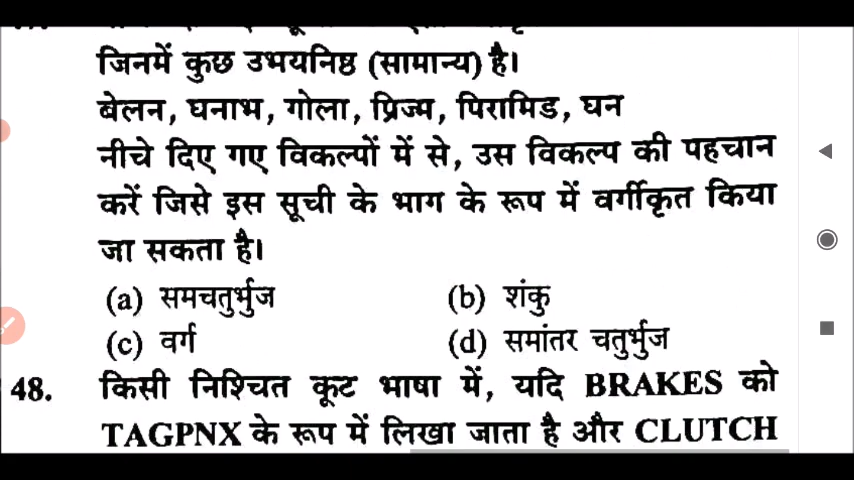 जिनमें कुछ उभयनिष्ठ (सामान्य) है।
बेलन, घनाभ, गोला, प्रिज्म, पिरामिड, घन
नीचे दिए गए विकल्पों में से, उस विकल्प की पहचान
करें जिसे इस सूची के भाग के रूप में वर्गीकृत किया
जा सकता है।
(a) समचतुर्भुज (b) शंकु
(c) वर्ग (d) समांतर चतुर्भुज
48. किसी निश्चित कूट भाषा में, यदि BRAKES को
TAGPNX के रूप में लिखा जाता है और CLUTCH